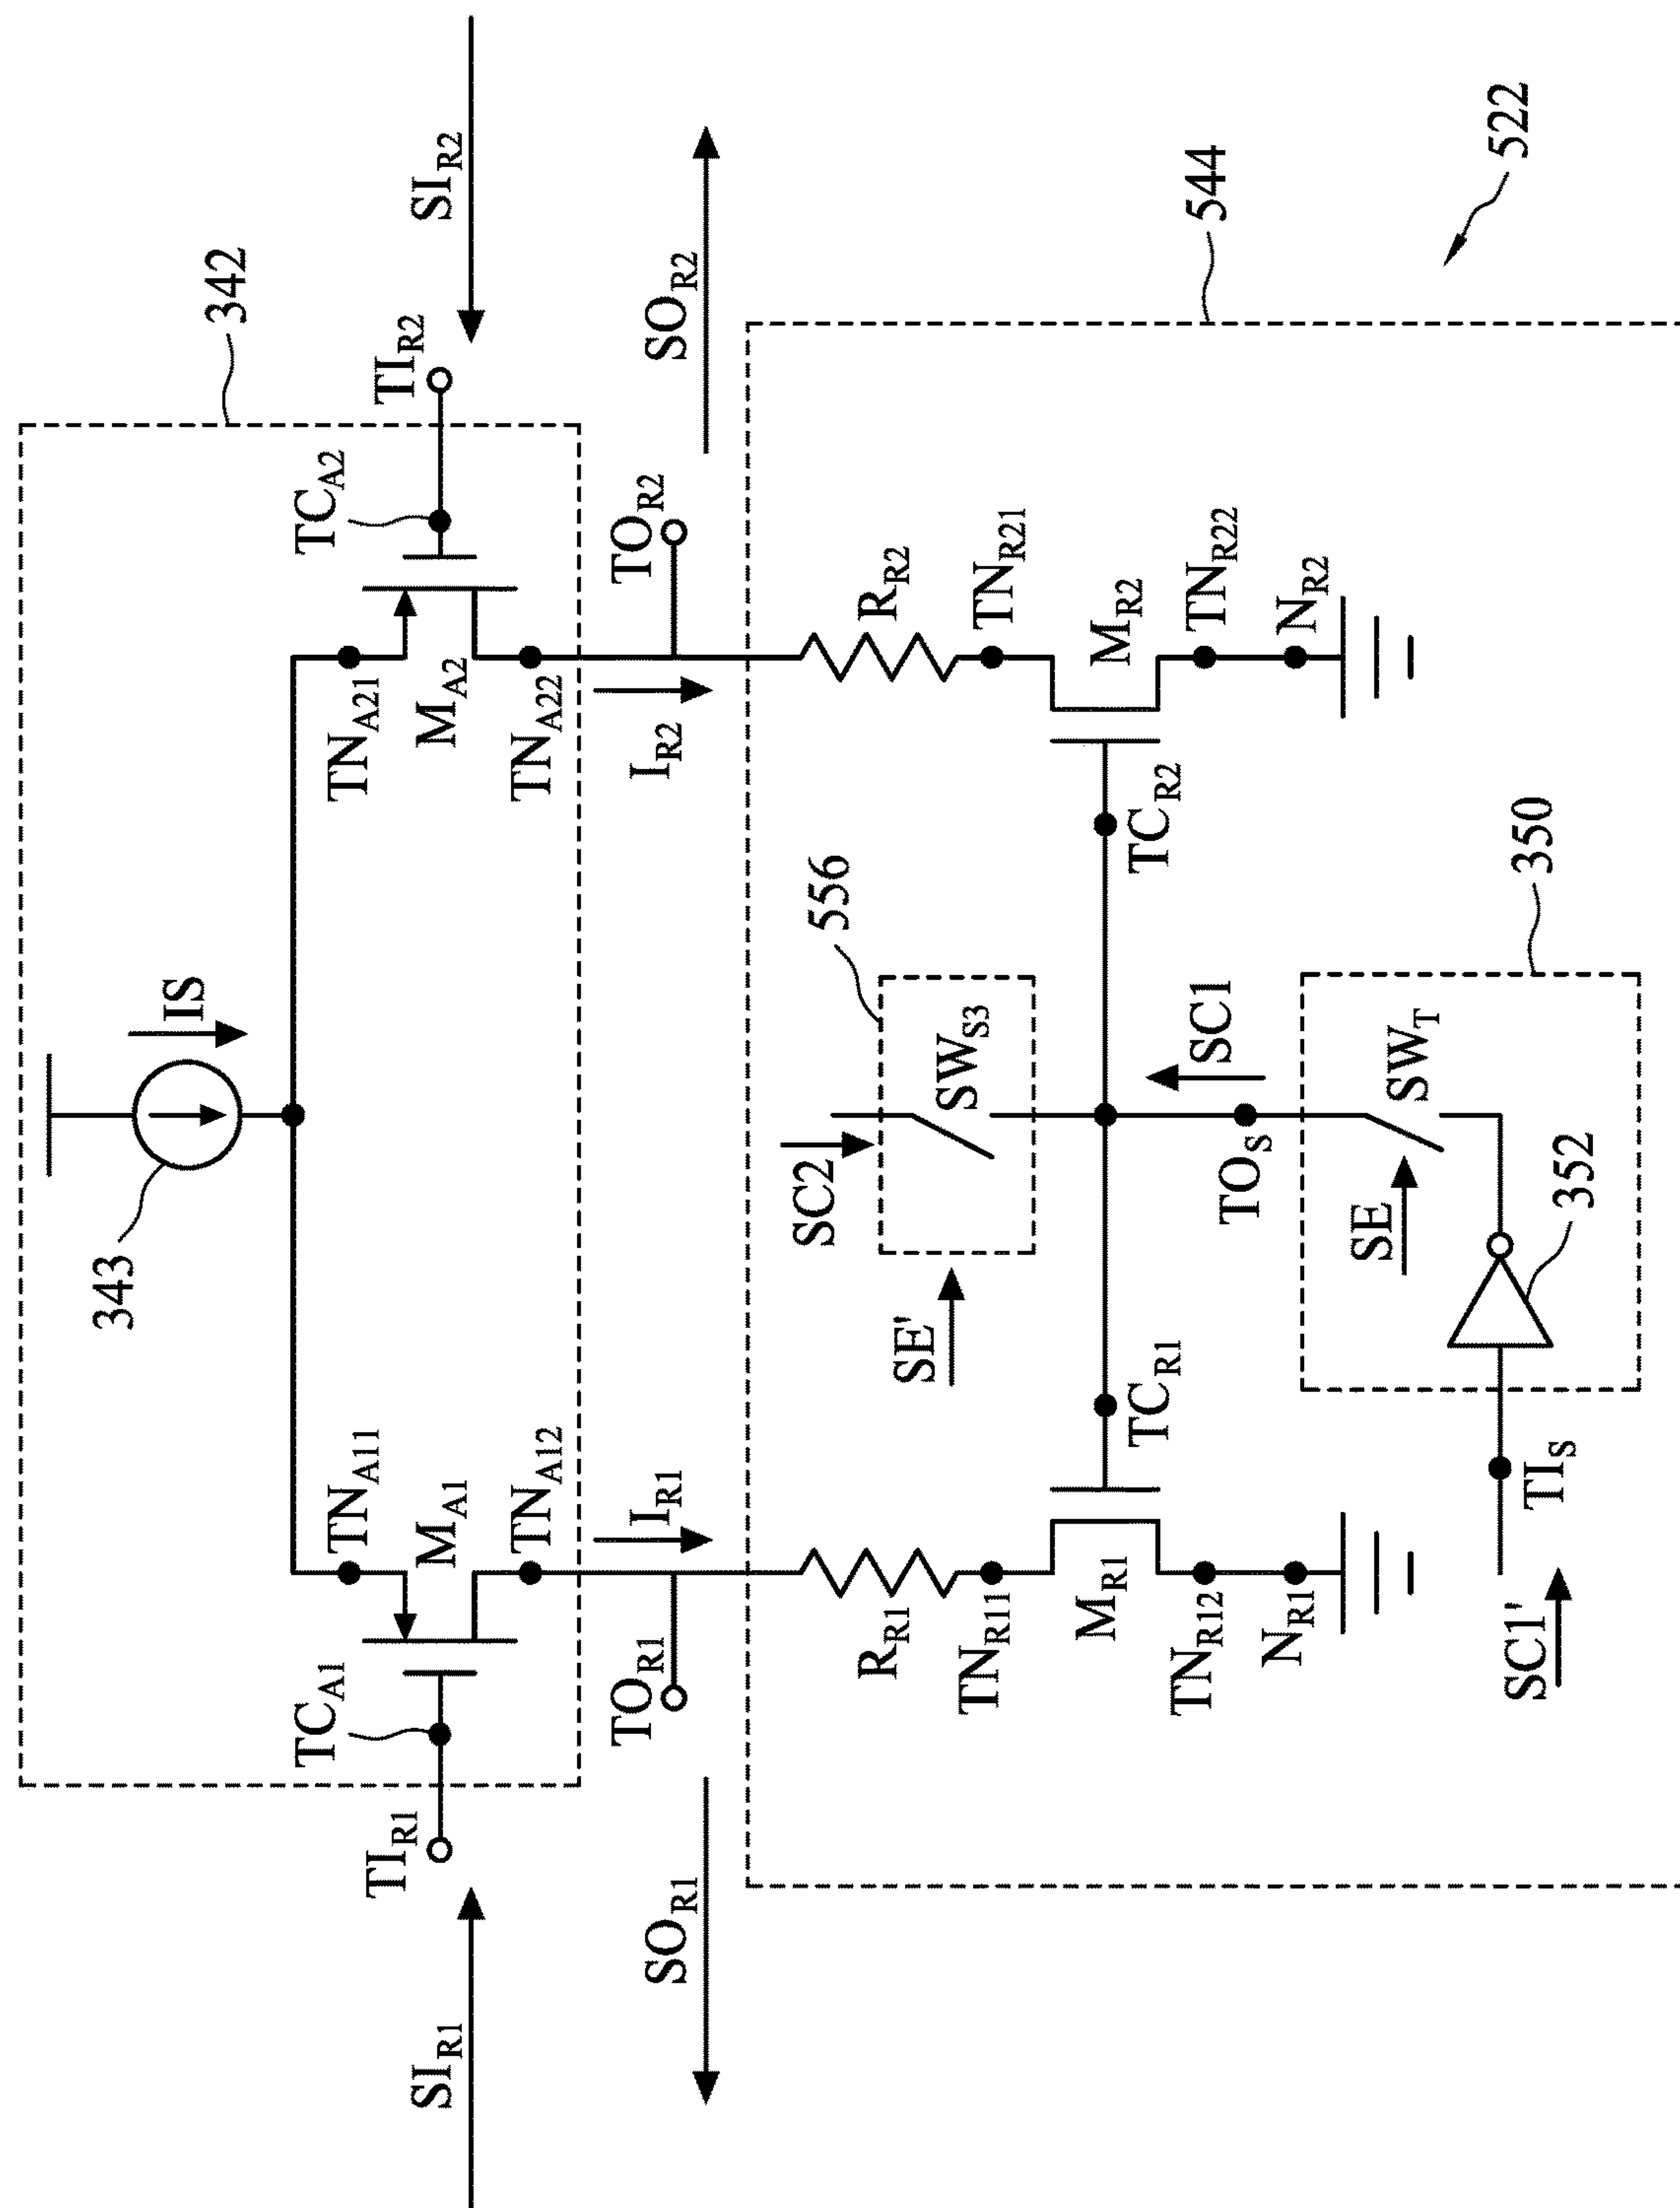 342
343
IS
TN_A11
TN_A21
TC_A1
M_A1
M_A2
TC_A2
TI_R1
TI_R2
SI_R1
SI_R2
TN_A12
TN_A22
I_R1
I_R2
TO_R1
TO_R2
SO_R1
SO_R2
544
R_R1
R_R2
SC2
556
SE'
SW_S3
TN_R11
TN_R21
M_R1
M_R2
TC_R1
TC_R2
SC1
TN_R12
TN_R22
TO_S
N_R1
N_R2
SE
SW_T
350
TI_S
352
SC1'
522